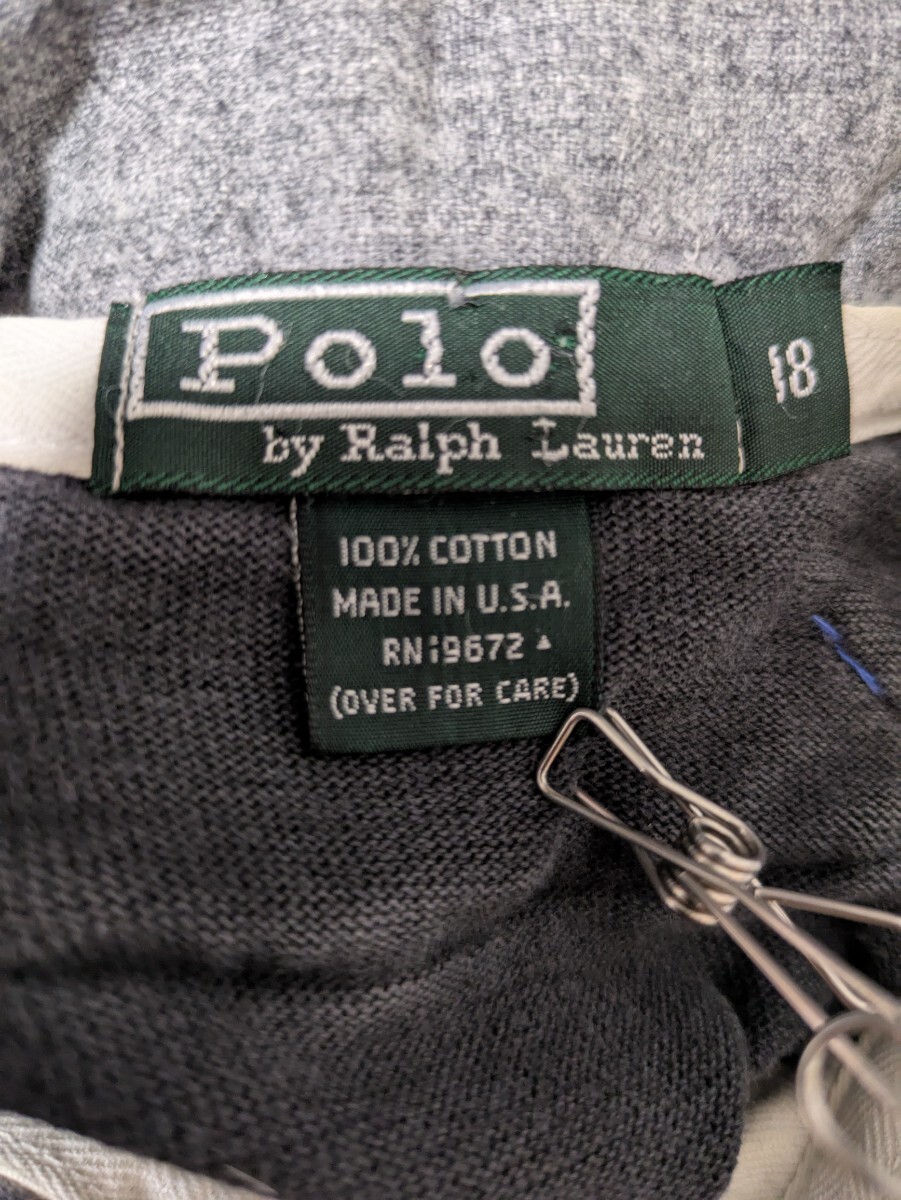 Polo
by Ralph Lauren
18
100% COTTON
MADE IN U.S.A.
RN 19672 ▲
(OVER FOR CARE)